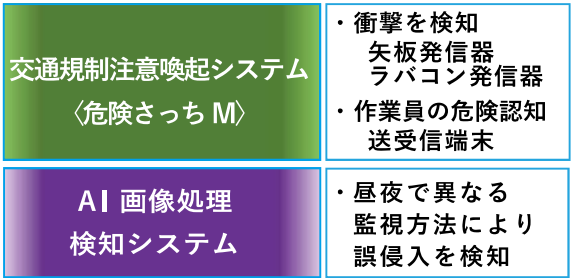 交通規制注意喚起システム
〈危険さっちM〉
・衝撃を検知
矢板発信器
ラバコン発信器
・作業員の危険認知
送受信端末
AI画像処理
検知システム
・昼夜で異なる
監視方法により
誤侵入を検知